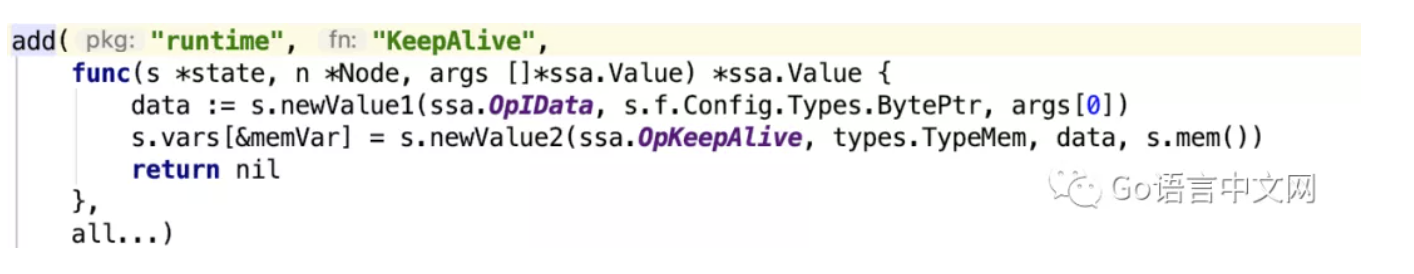 add( pkg: "runtime", fn: "KeepAlive",
func(s *state, n *Node, args []*ssa.Value) *ssa.Value {
data := s.newValue1(ssa.OpIData, s.f.Config.Types.BytePtr, args[0])
s.vars[&memVar] = s.newValue2(ssa.OpKeepAlive, types.TypeMem, data, s.mem())
return nil
},
all...)
Go语言中文网